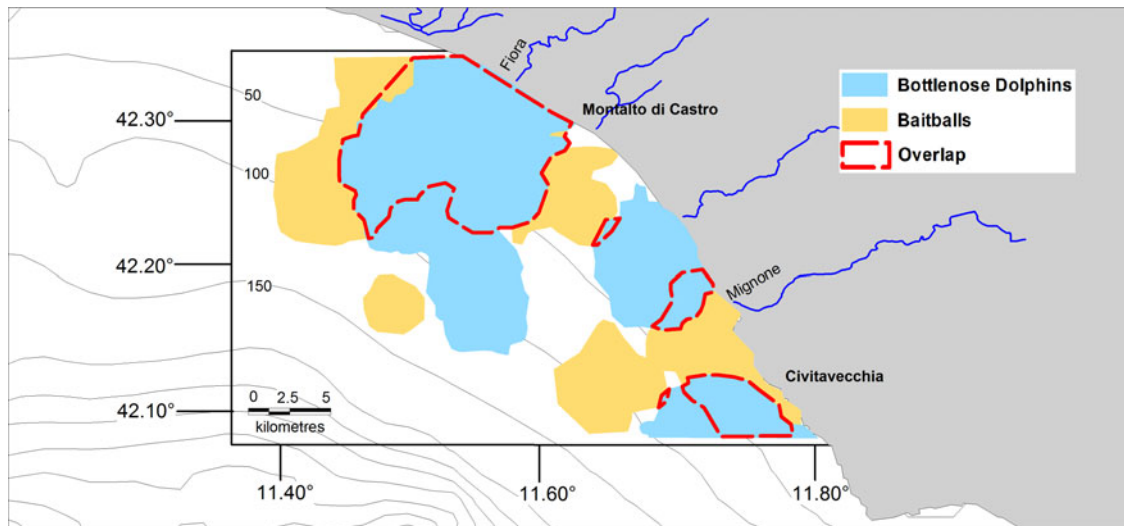 Fiora
50
Bottlenose Dolphins
42.30°
Montalto di Castro
Baitballs
Overlap
100
42.20°
150
Mignone
Civitavecchia
0 2.5 5
42.10°
kilometres
11.40° 11.60° 11.80°